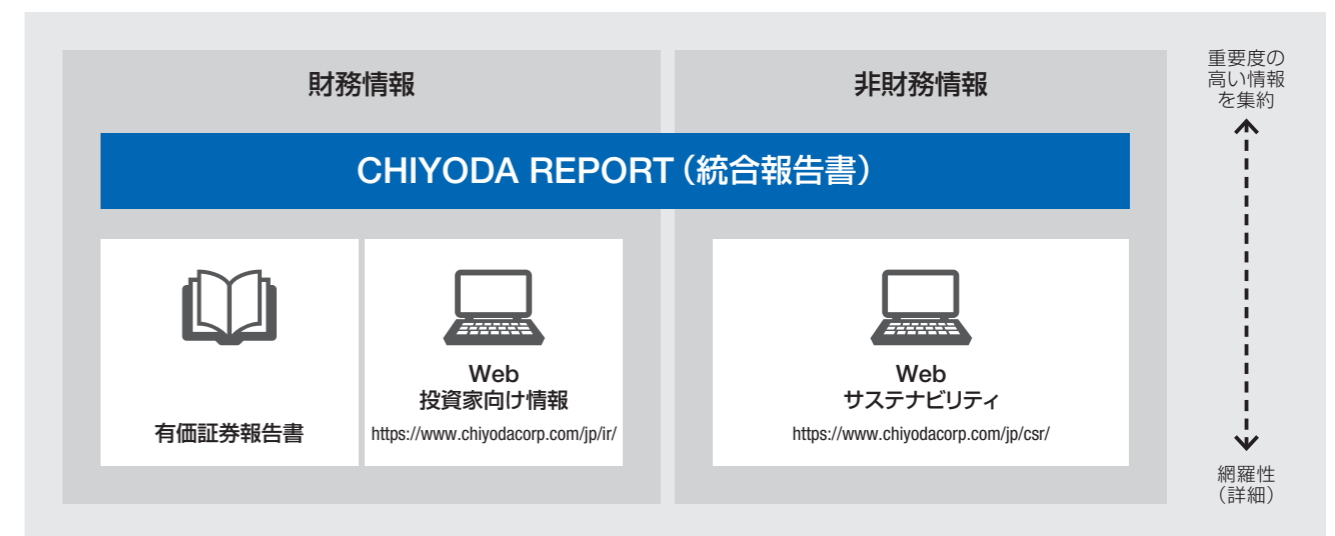 財務情報
非財務情報
重要度の
高い情報
を集約
CHIYODA REPORT（統合報告書）
有価証券報告書
Web
投資家向け情報
https://www.chiyodacorp.com/jp/ir/
Web
サステナビリティ
https://www.chiyodacorp.com/jp/csr/
網羅性
（詳細）